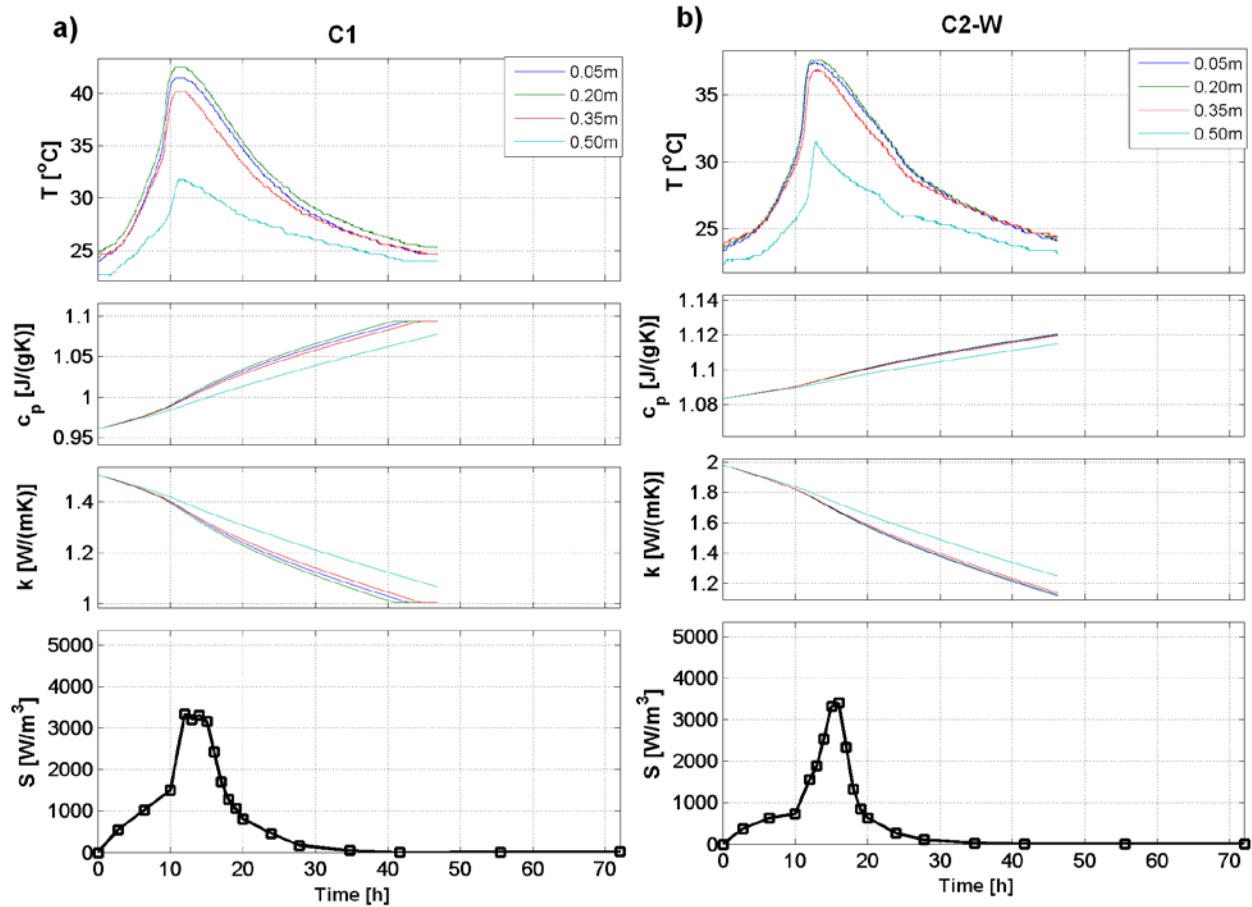 a)
C1
T [°C]
40
35
30
25
0.05m
0.20m
0.35m
0.50m
c_p [J/(gK)]
1.1
1.05
1
0.95
k [W/(mK)]
1.4
1.2
1
S [W/m³]
5000
4000
3000
2000
1000
0
0 10 20 30 40 50 60 70
Time [h]
b)
C2-W
T [°C]
35
30
25
0.05m
0.20m
0.35m
0.50m
c_p [J/(gK)]
1.14
1.12
1.1
1.08
k [W/(mK)]
2
1.8
1.6
1.4
1.2
S [W/m³]
5000
4000
3000
2000
1000
0
0 10 20 30 40 50 60 70
Time [h]